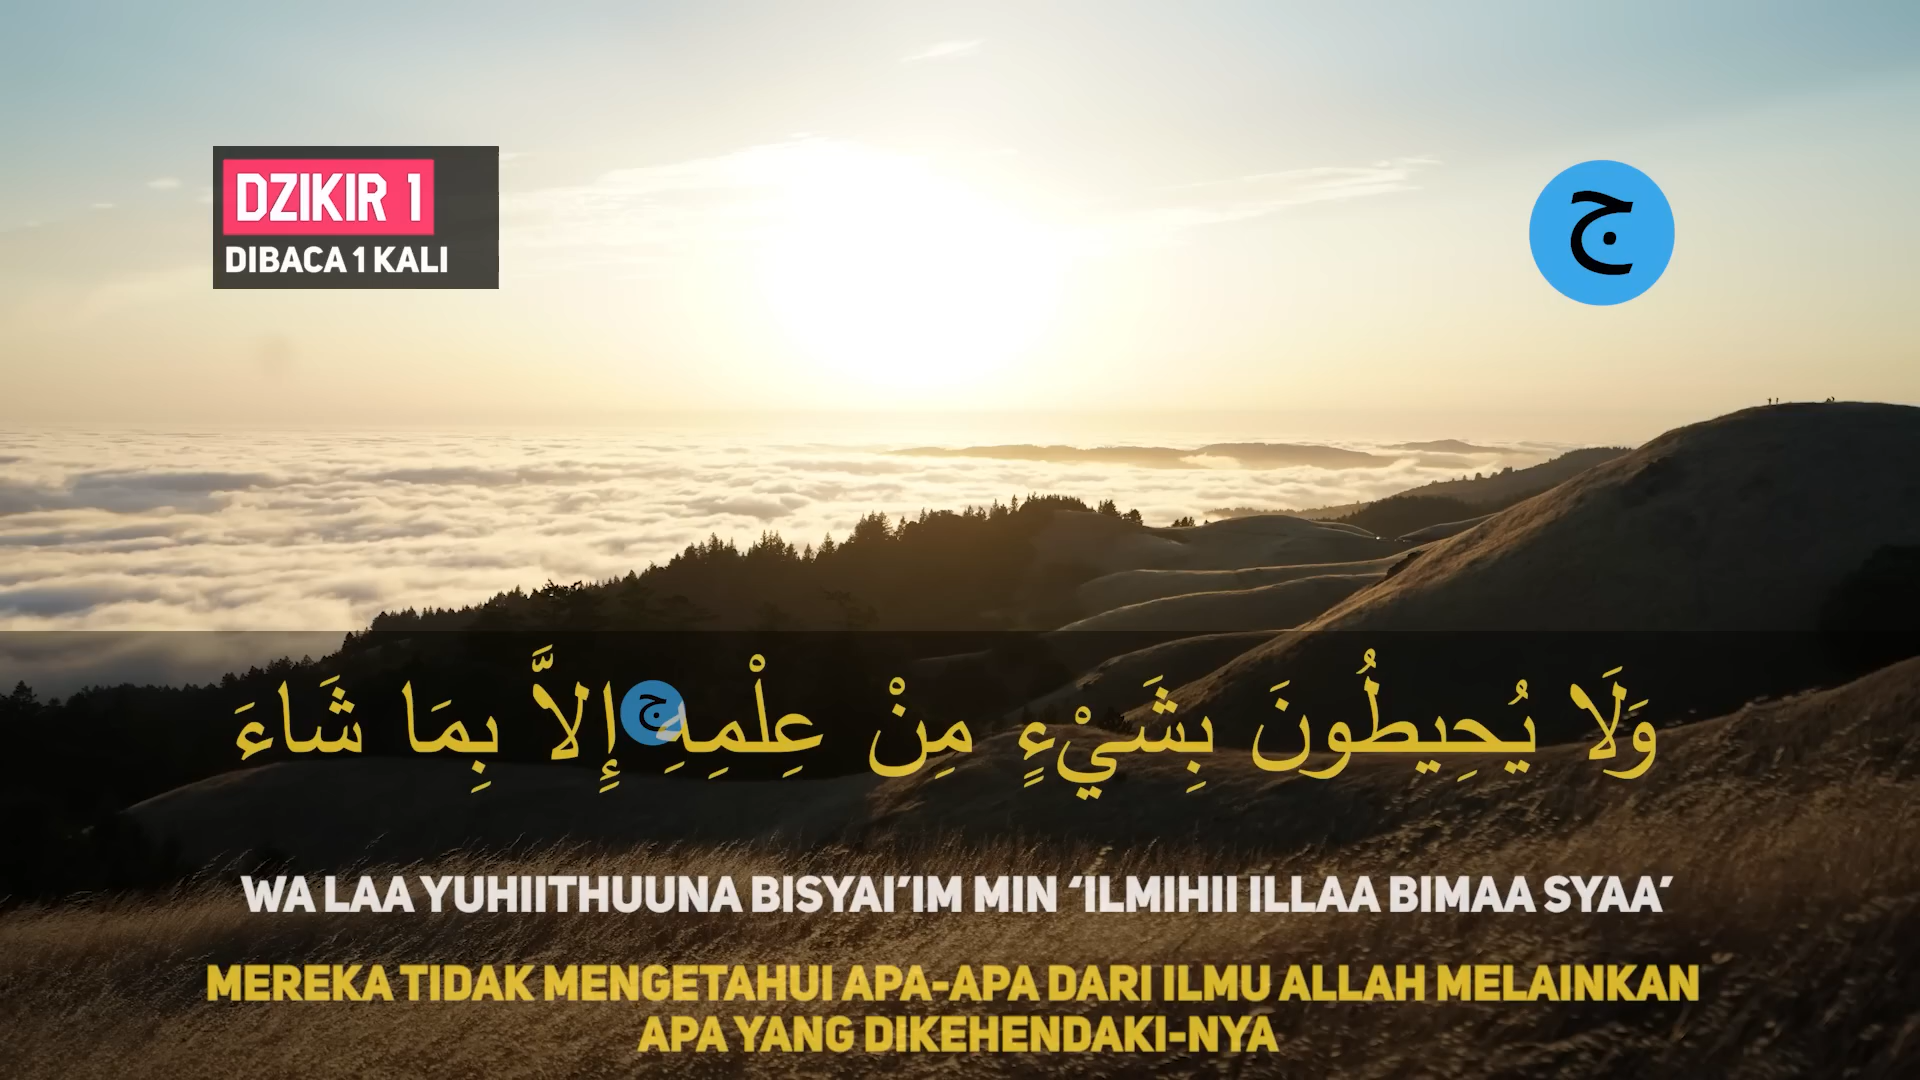 DZIKIR 1
DIBACA 1 KALI
ج
وَلَا يُحِيطُونَ بِشَيْءٍ مِنْ عِلْمِهِ ج إِلاَّ بِمَا شَاءَ
WA LAA YUHIITHUUNA BISYAI’IM MIN ‘ILMIHII ILLAA BIMAA SYAA’
MEREKA TIDAK MENGETAHUI APA-APA DARI ILMU ALLAH MELAINKAN
APA YANG DIKEHENDAKI-NYA